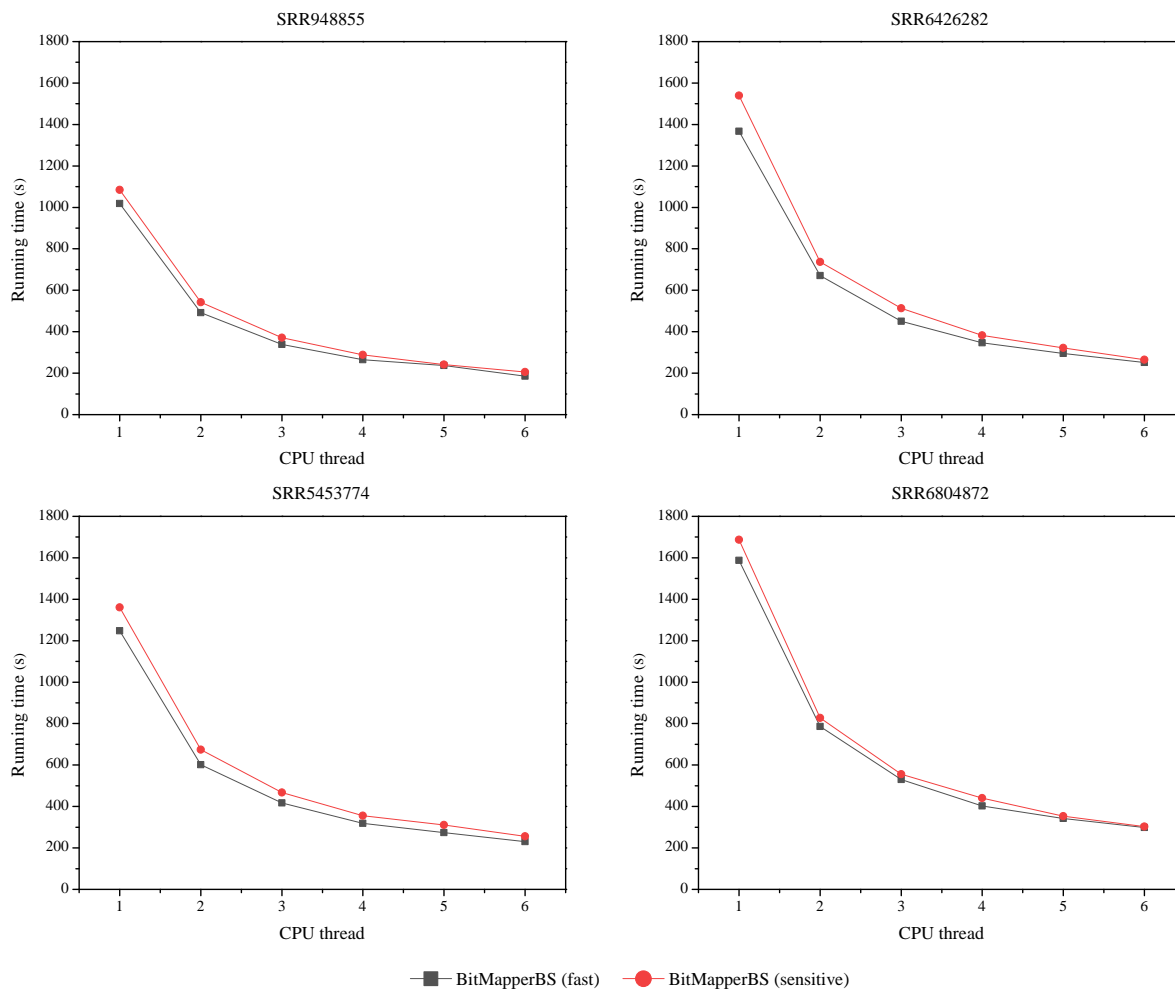 SRR948855
1800
1600
1400
1200
1000
800
600
400
200
0
Running time (s)
1 2 3 4 5 6
CPU thread
SRR6426282
1800
1600
1400
1200
1000
800
600
400
200
0
Running time (s)
1 2 3 4 5 6
CPU thread
SRR5453774
1800
1600
1400
1200
1000
800
600
400
200
0
Running time (s)
1 2 3 4 5 6
CPU thread
SRR6804872
1800
1600
1400
1200
1000
800
600
400
200
0
Running time (s)
1 2 3 4 5 6
CPU thread
BitMapperBS (fast) BitMapperBS (sensitive)